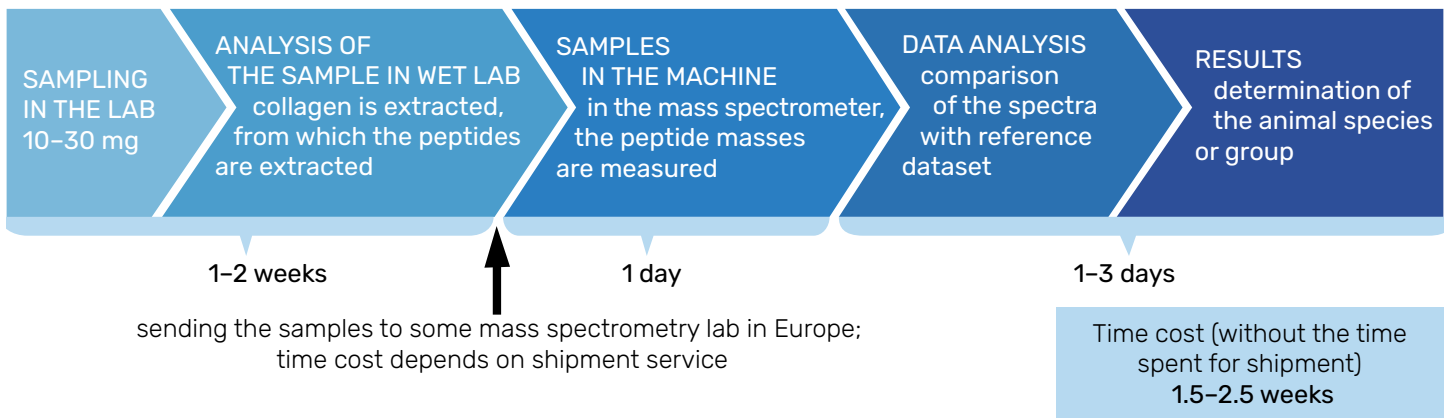 SAMPLING
IN THE LAB
10–30 mg
ANALYSIS OF
THE SAMPLE IN WET LAB
collagen is extracted,
from which the peptides
are extracted
SAMPLES
IN THE MACHINE
in the mass spectrometer,
the peptide masses
are measured
DATA ANALYSIS
comparison
of the spectra
with reference
dataset
RESULTS
determination of
the animal species
or group
1–2 weeks
1 day
1–3 days
sending the samples to some mass spectrometry lab in Europe;
time cost depends on shipment service
Time cost (without the time
spent for shipment)
1.5–2.5 weeks